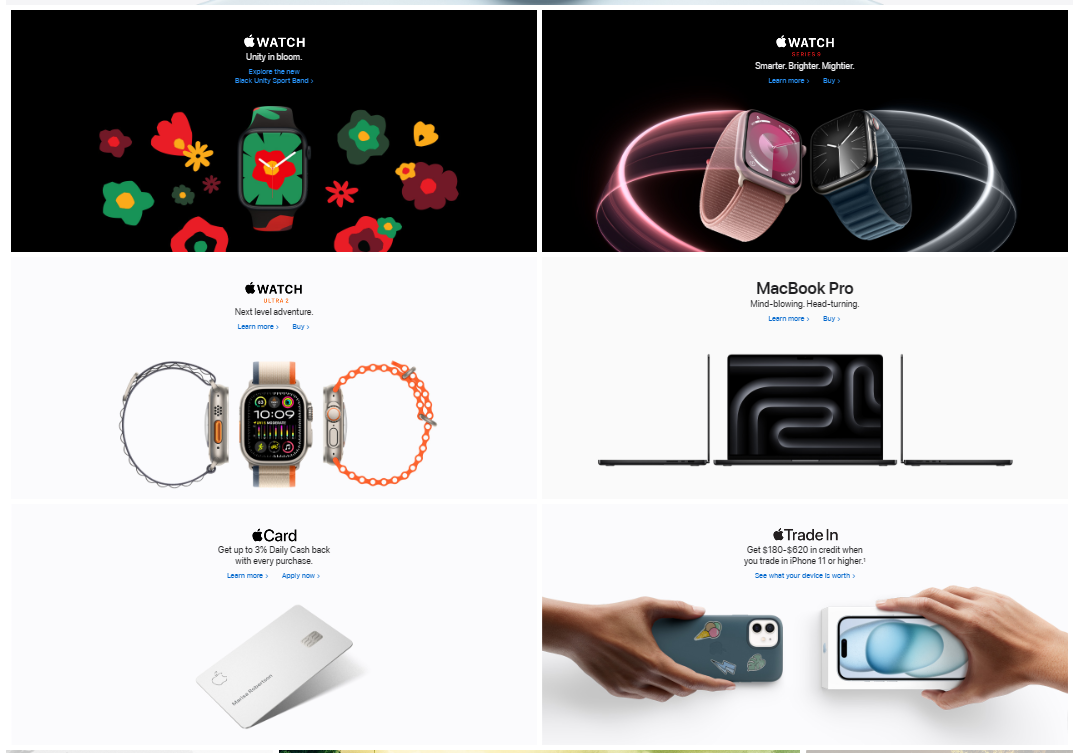 WATCH
Unity in bloom.
Explore the new
Black Unity Sport Band >
WATCH
SERIES 9
Smarter. Brighter. Mightier.
Learn more >
Buy >
WATCH
ULTRA 2
Next level adventure.
Learn more >
Buy >
10:09
MacBook Pro
Mind-blowing. Head-turning.
Learn more >
Buy >
Card
Get up to 3% Daily Cash back
with every purchase.
Learn more >
Apply now >
Marisa Robertson
Trade In
Get $180-$620 in credit when
you trade in iPhone 11 or higher.¹
See what your device is worth >